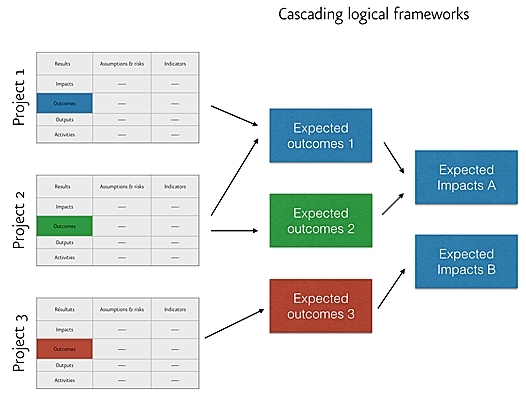 Cascading logical frameworks
Project 1
Results Assumptions & risks Indicators
Impacts ---- ----
Outcomes ---- ----
Outputs ---- ----
Activities ---- ----
Project 2
Results Assumptions & risks Indicators
Impacts ---- ----
Outcomes ---- ----
Outputs ---- ----
Activities ---- ----
Project 3
Résultats Assumptions & risks Indicators
Impacts ---- ----
Outcomes ---- ----
Outputs ---- ----
Activities ---- ----
Expected
outcomes 1
Expected
outcomes 2
Expected
outcomes 3
Expected
Impacts A
Expected
Impacts B